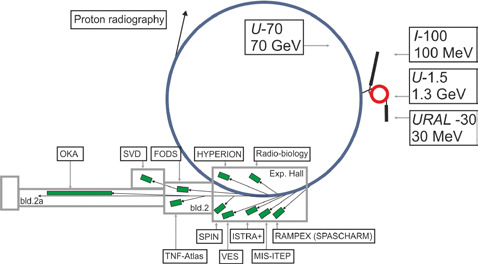 Proton radiography
U-70
70 GeV
I-100
100 MeV
U-1.5
1.3 GeV
URAL -30
30 MeV
OKA
SVD
FODS
HYPERION
Radio-biology
Exp. Hall
bld.2a
bld.2
SPIN
ISTRA+
RAMPEX (SPASCHARM)
TNF-Atlas
VES
MIS-ITEP